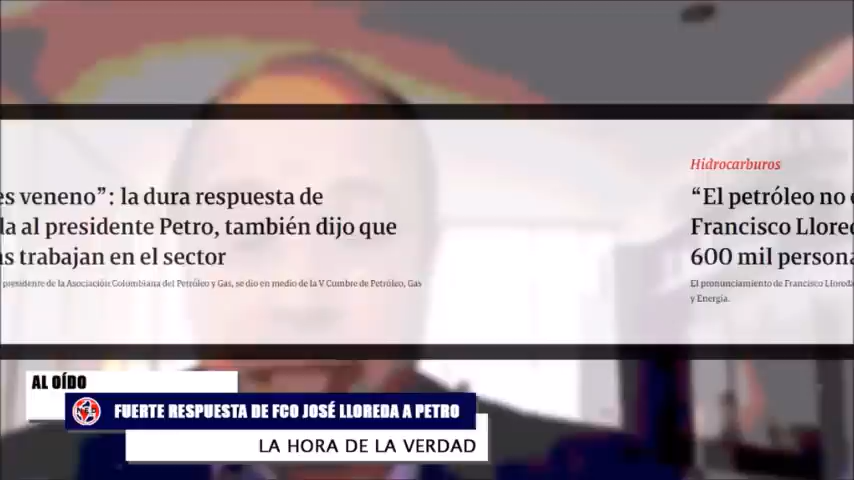 es veneno”: la dura respuesta de
da al presidente Petro, también dijo que
as trabajan en el sector
presidente de la Asociación Colombiana del Petróleo y Gas, se dio en medio de la V Cumbre de Petróleo, Gas
Hidrocarburos
“El petróleo no
Francisco Llore
600 mil persona
El pronunciamiento de Francisco Lloreda
y Energía.
AL OÍDO
FUERTE RESPUESTA DE FCO JOSÉ LLOREDA A PETRO
LA HORA DE LA VERDAD